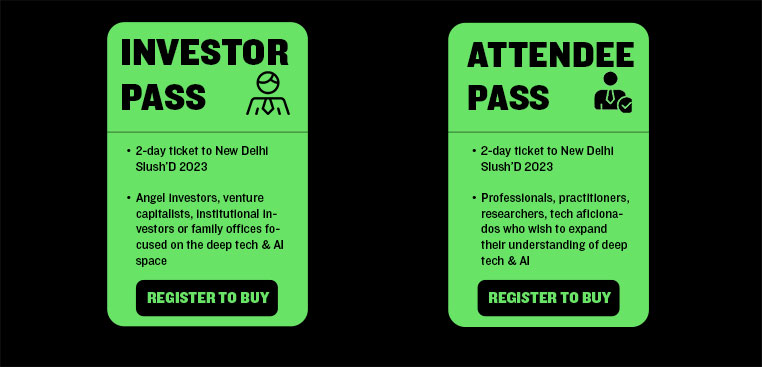 INVESTOR
PASS
• 2-day ticket to New Delhi
Slush'D 2023
• Angel investors, venture
capitalists, institutional in-
vestors or family offices fo-
cused on the deep tech & AI
space
REGISTER TO BUY
ATTENDEE
PASS
• 2-day ticket to New Delhi
Slush'D 2023
• Professionals, practitioners,
researchers, tech aficiona-
dos who wish to expand
their understanding of deep
tech & AI
REGISTER TO BUY